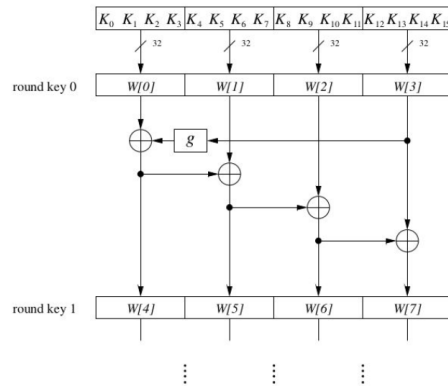 K₀ K₁ K₂ K₃ K₄ K₅ K₆ K₇ K₈ K₉ K₁₀ K₁₁ K₁₂ K₁₃ K₁₄ K₁₅
32 32 32 32
round key 0 W[0] W[1] W[2] W[3]
g
round key 1 W[4] W[5] W[6] W[7]